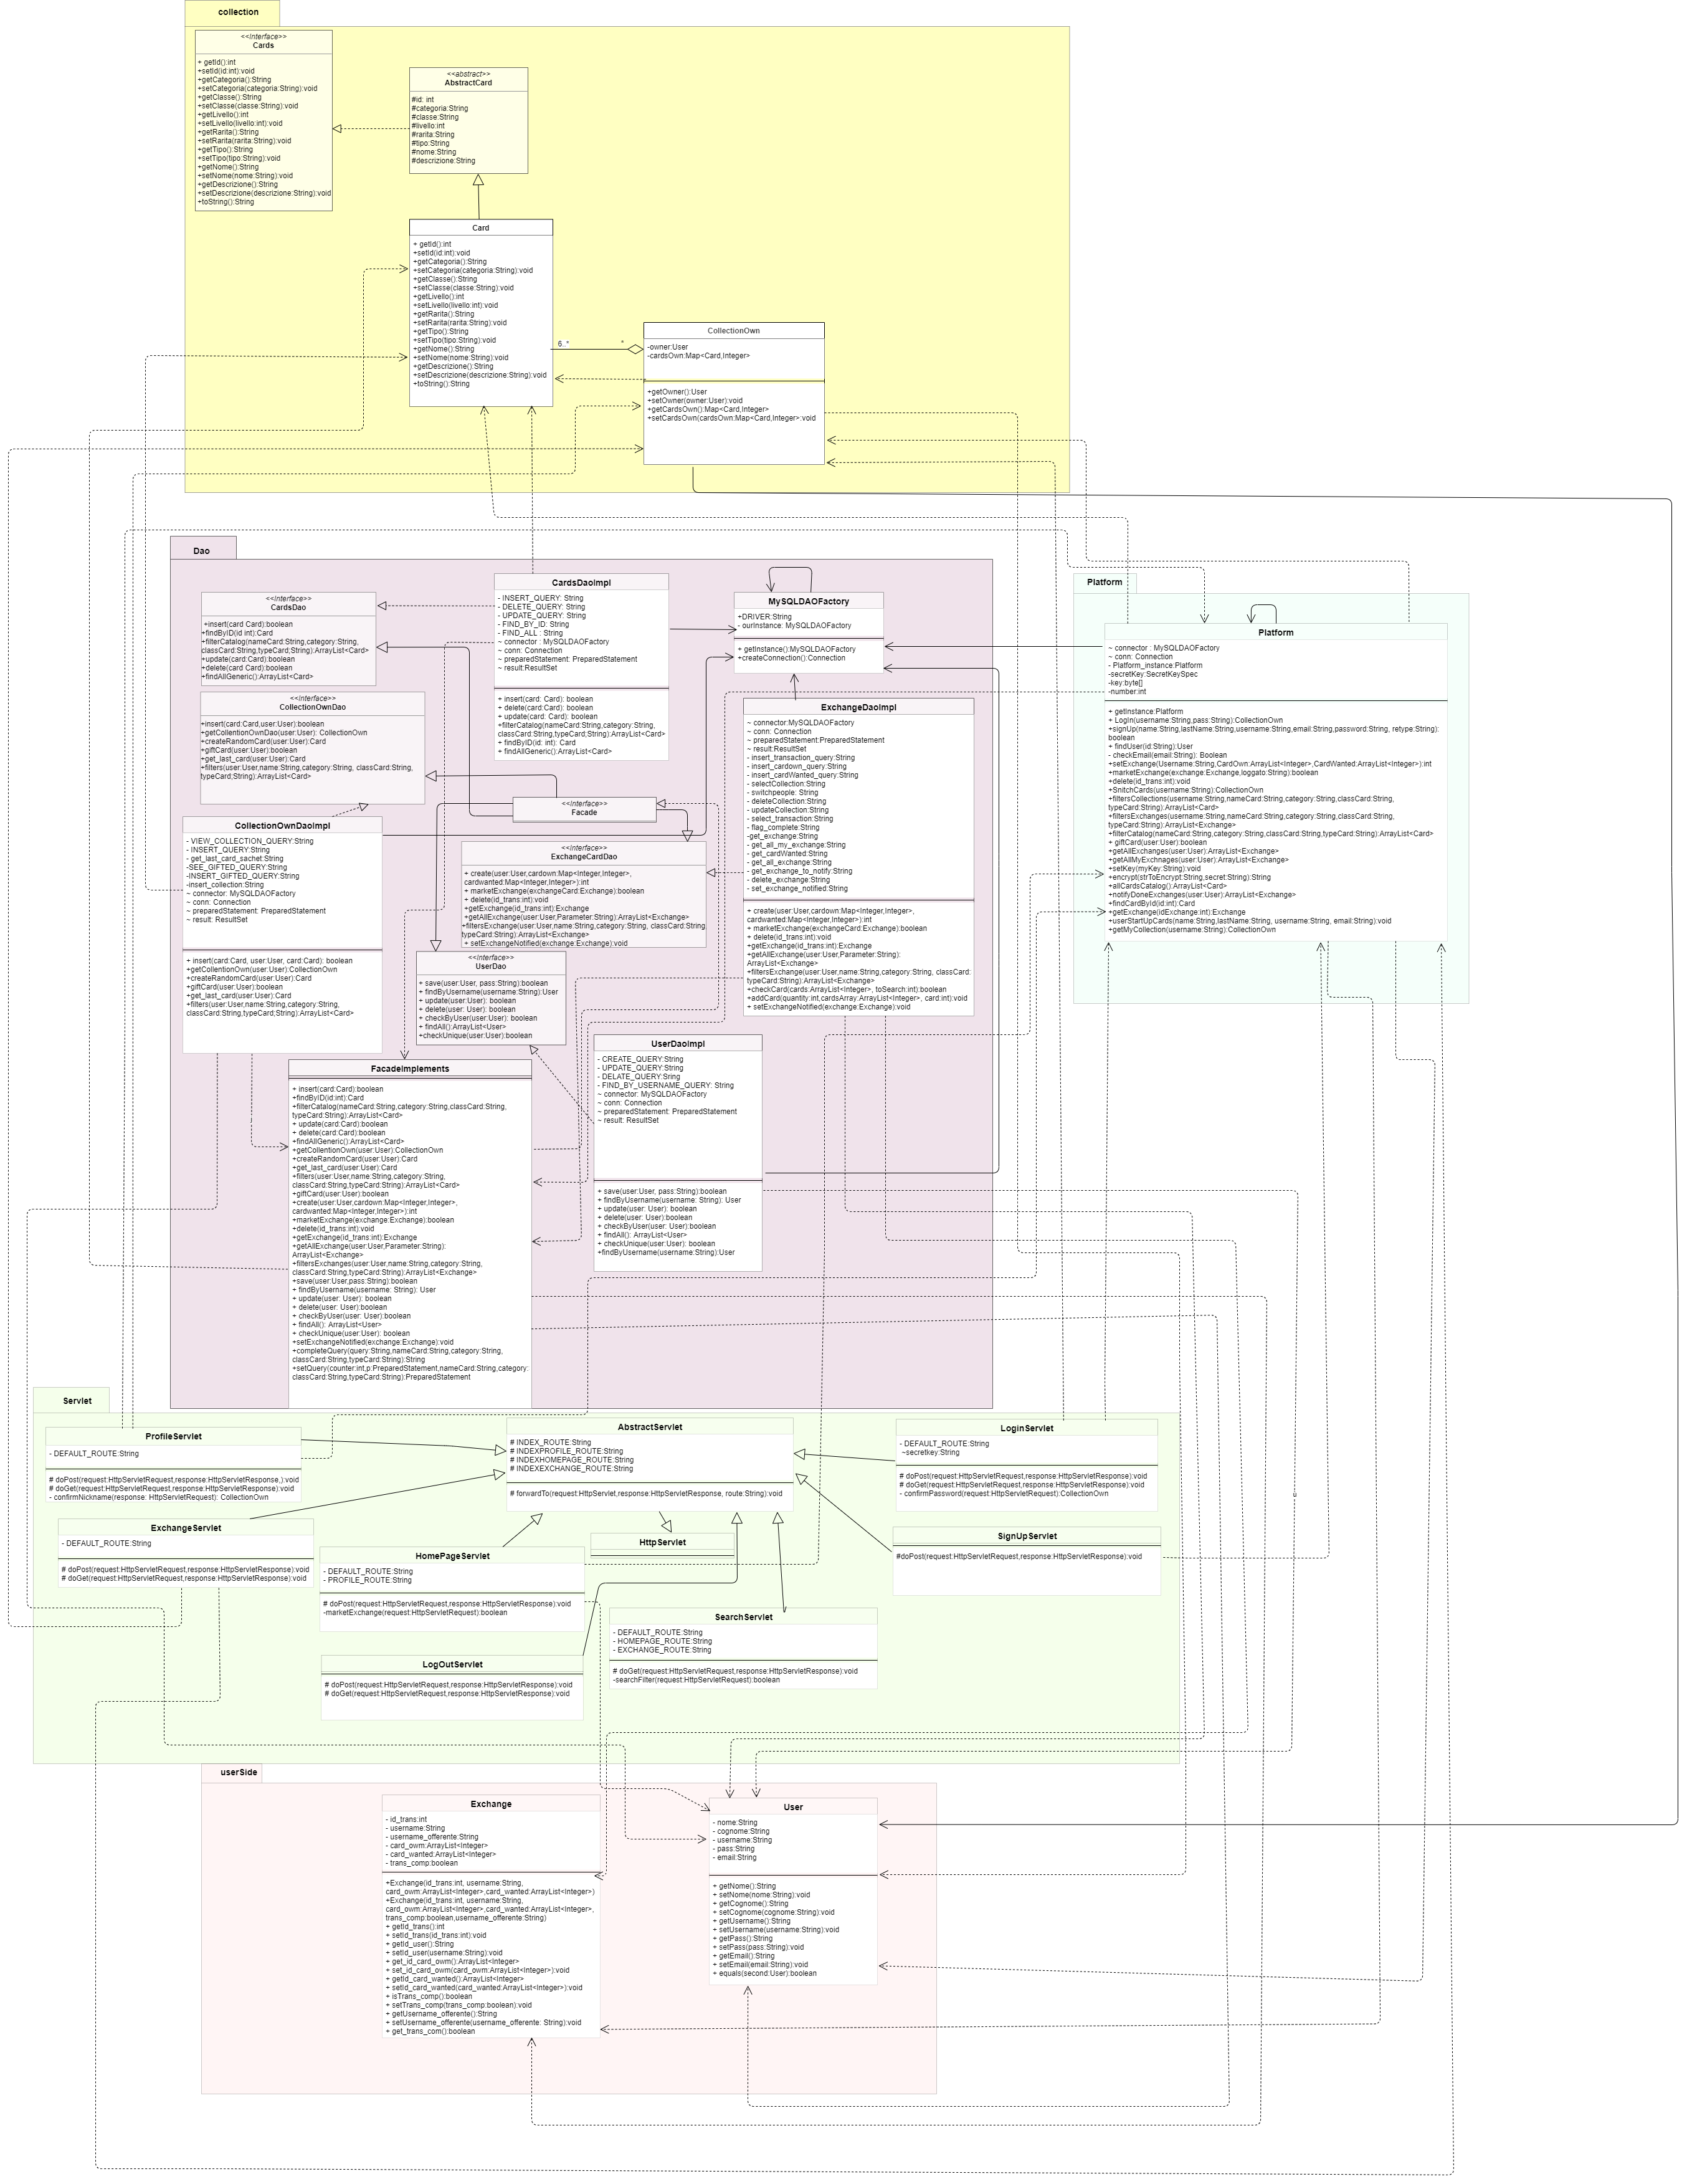 collection
<<interface>>
Cards
+ getId():int
+setId(id:int):void
+getCategoria():String
+setCategoria(categoria:String):void
+getClasse():String
+setClasse(classe:String):void
+getLivello():int
+setLivello(livello:int):void
+getRarita():String
+setRarita(rarita:String):void
+getTipo():String
+setTipo(tipo:String):void
+getNome():String
+setNome(nome:String):void
+getDescrizione():String
+setDescrizione(descrizione:String):void
+toString():String
<<abstract>>
AbstractCard
#id: int
#categoria:String
#classe:String
#livello:int
#rarita:String
#tipo:String
#nome:String
#descrizione:String
Card
+ getId():int
+setId(id:int):void
+getCategoria():String
+setCategoria(categoria:String):void
+getClasse():String
+setClasse(classe:String):void
+getLivello():int
+setLivello(livello:int):void
+getRarita():String
+setRarita(rarita:String):void
+getTipo():String
+setTipo(tipo:String):void
+getNome():String
+setNome(nome:String):void
+getDescrizione():String
+setDescrizione(descrizione:String):void
+toString():String
6..*
*
CollectionOwn
-owner:User
-cardsOwn:Map<Card,Integer>
+getOwner():User
+setOwner(owner:User):void
+getCardsOwn():Map<Card,Integer>
+setCardsOwn(cardsOwn:Map<Card,Integer>:void
Dao
<<interface>>
CardsDao
+insert(card Card):boolean
+findByID(id int):Card
+filterCatalog(nameCard:String,category:String,
classCard:String,typeCard;String):ArrayList<Card>
+update(card:Card):boolean
+delete(card Card):boolean
+findAllGeneric():ArrayList<Card>
<<interface>>
CollectionOwnDao
+insert(card:Card,user:User):boolean
+getCollentionOwnDao(user:User): CollectionOwn
+createRandomCard(user:User):Card
+giftCard(user:User):boolean
+get_last_card(user:User):Card
+filters(user:User,name:String,category:String, classCard:String,
typeCard;String):ArrayList<Card>
CardsDaoImpl
- INSERT_QUERY: String
- DELETE_QUERY: String
- UPDATE_QUERY: String
- FIND_BY_ID: String
- FIND_ALL : String
~ connector : MySQLDAOFactory
~ conn: Connection
~ preparedStatement: PreparedStatement
~ result:ResultSet
+ insert(card: Card): boolean
+ delete(card:Card): boolean
+ update(card: Card): boolean
+filterCatalog(nameCard:String,category:String,
classCard:String,typeCard;String):ArrayList<Card>
+ findByID(id: int): Card
+ findAllGeneric():ArrayList<Card>
MySQLDAOFactory
+DRIVER:String
- ourInstance: MySQLDAOFactory
+ getInstance():MySQLDAOFactory
+createConnection():Connection
<<interface>>
Facade
<<interface>>
ExchangeCardDao
+ create(user:User,cardown:Map<Integer,Integer>,
cardwanted:Map<Integer,Integer>):int
+ marketExchange(exchangeCard:Exchange):boolean
+ delete(id_trans:int):void
+getExchange(id_trans:int):Exchange
+getAllExchange(user:User,Parameter:String):ArrayList<Exchange>
+filtersExchange(user:User,name:String,category:String, classCard:String,
typeCard:String):ArrayList<Exchange>
+ setExchangeNotified(exchange:Exchange):void
ExchangeDaoImpl
~ connector:MySQLDAOFactory
~ conn: Connection
~ preparedStatement:PreparedStatement
~ result:ResultSet
- insert_transaction_query: String
- insert_cardown_query: String
- insert_cardWanted_query: String
- selectCollection:String
- switchpeople: String
- deleteCollection:String
- updateCollection:String
- select_transaction:String
- flag_complete:String
-get_exchange:String
- get_all_my_exchange:String
- get_cardWanted:String
- get_all_exchange:String
- get_exchange_to_notify:String
- delete_exchange:String
- set_exchange_notified:String
+ create(user:User,cardown:Map<Integer,Integer>,
cardwanted:Map<Integer,Integer>):int
+ marketExchange(exchangeCard:Exchange):boolean
+ delete(id_trans:int):void
+getExchange(id_trans:int):Exchange
+getAllExchange(user:User,Parameter:String):
ArrayList<Exchange>
+filtersExchange(user:User,name:String,category:String, classCard:
typeCard:String):ArrayList<Exchange>
+checkCard(cards:ArrayList<Integer>, toSearch:int):boolean
+addCard(quantity:int,cardsArray:ArrayList<Integer>, card:int):void
+ setExchangeNotified(exchange:Exchange):void
CollectionOwnDaoImpl
- VIEW_COLLECTION_QUERY:String
- INSERT_QUERY:String
- get_last_card_sachet:String
-SEE_GIFTED_QUERY:String
-INSERT_GIFTED_QUERY:String
-insert_collection:String
~ connector: MySQLDAOFactory
~ conn: Connection
~ preparedStatement: PreparedStatement
~ result: ResultSet
+ insert(card:Card, user:User, card:Card): boolean
+getCollentionOwn(user:User):CollectionOwn
+createRandomCard(user:User):Card
+giftCard(user:User):boolean
+get_last_card(user:User):Card
+filters(user:User,name:String,category:String,
classCard:String,typeCard;String):ArrayList<Card>
<<interface>>
UserDao
+ save(user:User, pass:String):boolean
+ findByUsername(username:String):User
+ update(user:User): boolean
+ delete(user: User): boolean
+ checkByUser(user:User): boolean
+ findAll():ArrayList<User>
+checkUnique(user:User):boolean
UserDaoImpl
- CREATE_QUERY:String
- UPDATE_QUERY:String
- DELATE_QUERY:Sring
- FIND_BY_USERNAME_QUERY: String
~ connector: MySQLDAOFactory
~ conn: Connection
~ preparedStatement: PreparedStatement
~ result: ResultSet
+ save(user:User, pass:String):boolean
+ findByUsername(username: String): User
+ update(user: User): boolean
+ delete(user: User):boolean
+ checkByUser(user: User):boolean
+ findAll(): ArrayList<User>
+ checkUnique(user:User): boolean
+findByUsername(username:String):User
FacadeImplements
+ insert(card:Card):boolean
+findByID(id:int):Card
+filterCatalog(nameCard:String,category:String,classCard:String,
typeCard:String):ArrayList<Card>
+ update(card:Card):boolean
+ delete(card:Card):boolean
+findAllGeneric():ArrayList<Card>
+getCollentionOwn(user:User):CollectionOwn
+createRandomCard(user:User):Card
+get_last_card(user:User):Card
+filters(user:User,name:String,category:String,
classCard:String,typeCard:String):ArrayList<Card>
+giftCard(user:User):boolean
+create(user:User,cardown:Map<Integer,Integer>,
cardwanted:Map<Integer,Integer>):int
+marketExchange(exchange:Exchange):boolean
+delete(id_trans:int):void
+getExchange(id_trans:int):Exchange
+getAllExchange(user:User,Parameter:String):
ArrayList<Exchange>
+filtersExchanges(user:User,name:String,category:String,
classCard:String,typeCard:String):ArrayList<Exchange>
+save(user:User,pass:String):boolean
+ findByUsername(username: String): User
+ update(user: User): boolean
+ delete(user: User):boolean
+ checkByUser(user: User):boolean
+ findAll(): ArrayList<User>
+ checkUnique(user:User): boolean
+setExchangeNotified(exchange:Exchange):void
+completeQuery(query:String,nameCard:String,category:String,
classCard:String,typeCard:String):String
+setQuery(counter:int,p:PreparedStatement,nameCard:String,category:
classCard:String,typeCard:String):PreparedStatement
Platform
Platform
~ connector : MySQLDAOFactory
~ conn: Connection
- Platform_instance:Platform
-secretKey:SecretKeySpec
-key:byte[]
-number:int
+ getInstance:Platform
+ LogIn(username:String,pass:String):CollectionOwn
+signUp(name:String,lastName:String,username:String,email:String,password:String, retype:String):
boolean
+ findUser(id:String):User
- checkEmail(email:String): Boolean
+setExchange(Username:String,CardOwn:ArrayList<Integer>,CardWanted:ArrayList<Integer>):int
+marketExchange(exchange:Exchange,loggato:String):boolean
+delete(id_trans:int):void
+SnitchCards(username:String):CollectionOwn
+filtersCollections(username:String,nameCard:String,category:String,classCard:String,
typeCard:String):ArrayList<Card>
+filtersExchanges(username:String,nameCard:String,category:String,classCard:String,
typeCard:String):ArrayList<Exchange>
+filterCatalog(nameCard:String,category:String,classCard:String,typeCard:String):ArrayList<Card>
+ giftCard(user:User):boolean
+getAllExchanges(user:User):ArrayList<Exchange>
+getAllMyExchnages(user:User):ArrayList<Exchange>
+setKey(myKey:String):void
+encrypt(strToEncrypt:String,secret:String):String
+allCardsCatalog():ArrayList<Card>
+notifyDoneExchanges(user:User):ArrayList<Exchange>
+findCardById(id:int):Card
+getExchange(idExchange:int):Exchange
+userStartUpCards(name:String,lastName:String, username:String, email:String):void
+getMyCollection(username:String):CollectionOwn
Servlet
ProfileServlet
- DEFAULT_ROUTE:String
# doPost(request:HttpServletRequest,response:HttpServletResponse,):void
# doGet(request:HttpServletRequest,response:HttpServletResponse):void
- confirmNickname(response: HttpServletRequest): CollectionOwn
AbstractServlet
# INDEX_ROUTE:String
# INDEXPROFILE_ROUTE:String
# INDEXHOMEPAGE_ROUTE:String
# INDEXEXCHANGE_ROUTE:String
# forwardTo(request:HttpServlet,response:HttpServletResponse, route:String):void
LoginServlet
- DEFAULT_ROUTE:String
~secretkey:String
# doPost(request:HttpServletRequest,response:HttpServletResponse):void
# doGet(request:HttpServletRequest,response:HttpServletResponse):void
- confirmPassword(request:HttpServletRequest):CollectionOwn
ExchangeServlet
- DEFAULT_ROUTE:String
# doPost(request:HttpServletRequest,response:HttpServletResponse):void
# doGet(request:HttpServletRequest,response:HttpServletResponse):void
HttpServlet
SignUpServlet
#doPost(request:HttpServletRequest,response:HttpServletResponse):void
HomePageServlet
- DEFAULT_ROUTE:String
- PROFILE_ROUTE:String
# doPost(request:HttpServletRequest,response:HttpServletResponse):void
-marketExchange(request:HttpServletRequest):boolean
SearchServlet
- DEFAULT_ROUTE:String
- HOMEPAGE_ROUTE:String
- EXCHANGE_ROUTE:String
# doGet(request:HttpServletRequest,response:HttpServletResponse):void
-searchFilter(request:HttpServletRequest):boolean
LogOutServlet
# doPost(request:HttpServletRequest,response:HttpServletResponse):void
# doGet(request:HttpServletRequest,response:HttpServletResponse):void
userSide
Exchange
- id_trans:int
- username:String
- username_offerente:String
- card_owm:ArrayList<Integer>
- card_wanted:ArrayList<Integer>
- trans_comp:boolean
+Exchange(id_trans:int, username:String,
card_owm:ArrayList<Integer>,card_wanted:ArrayList<Integer>)
+Exchange(id_trans:int, username:String,
card_owm:ArrayList<Integer>,card_wanted:ArrayList<Integer>,
trans_comp:boolean,username_offerente:String)
+ getId_trans():int
+ setId_trans(id_trans:int):void
+ getId_user():String
+ setId_user(username:String):void
+ get_id_card_owm():ArrayList<Integer>
+ set_id_card_owm(card_owm:ArrayList<Integer>):void
+ getId_card_wanted():ArrayList<Integer>
+ setId_card_wanted(card_wanted:ArrayList<Integer>):void
+ isTrans_comp():boolean
+ setTrans_comp(trans_comp:boolean):void
+ getUsername_offerente():String
+ setUsername_offerente(username_offerente: String):void
+ get_trans_com():boolean
User
- nome:String
- cognome:String
- username:String
- pass:String
- email:String
+ getNome():String
+ setNome(nome:String):void
+ getCognome():String
+ setCognome(cognome:String):void
+ getUsername():String
+ setUsername(username:String):void
+ getPass():String
+ setPass(pass:String):void
+ getEmail():String
+ setEmail(email:String):void
+ equals(second:User):boolean